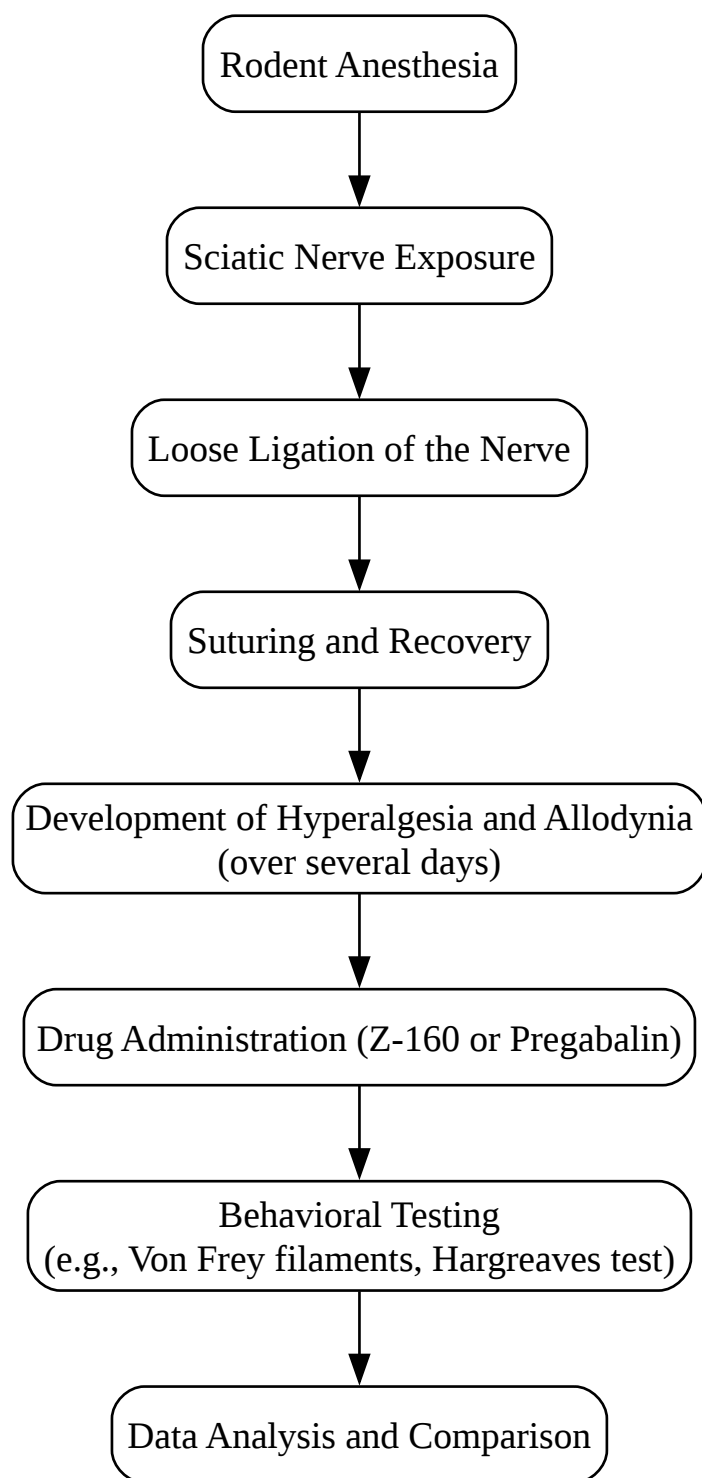 Rodent Anesthesia
Sciatic Nerve Exposure
Loose Ligation of the Nerve
Suturing and Recovery
Development of Hyperalgesia and Allodynia
(over several days)
Drug Administration (Z-160 or Pregabalin)
Behavioral Testing
(e.g., Von Frey filaments, Hargreaves test)
Data Analysis and Comparison